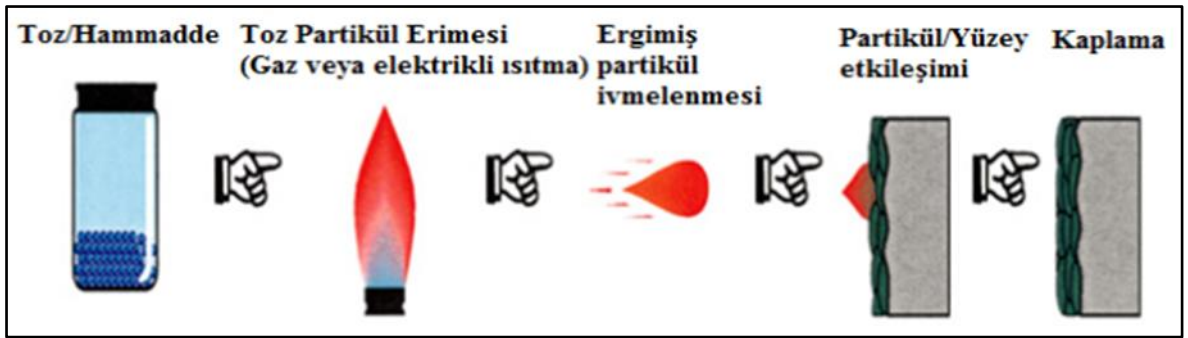 Toz/Hammadde
Toz Partikül Erimesi
(Gaz veya elektrikli ısıtma)
Ergimiş
partikül
ivmelenmesi
Partikül/Yüzey
etkileşimi
Kaplama